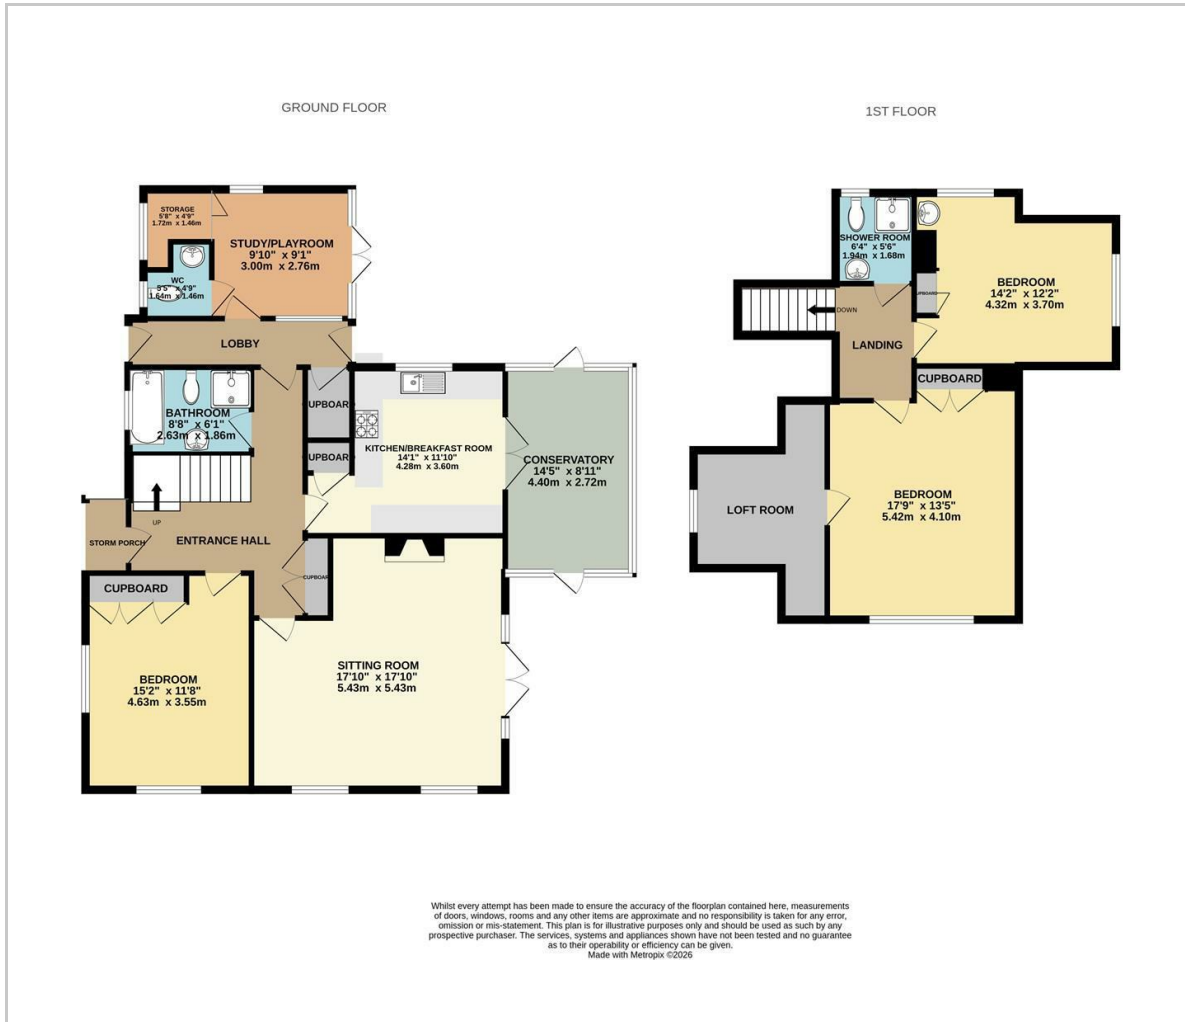 GROUND FLOOR
STORAGE
5'8" x 4'9"
1.72m x 1.46m
STUDY/PLAYROOM
9'10" x 9'1"
3.00m x 2.76m
WC
5'5" x 4'9"
1.64m x 1.46m
LOBBY
BATHROOM
8'8" x 6'1"
2.63m x 1.86m
UPBOAR
UPBOAR
KITCHEN/BREAKFAST ROOM
14'1" x 11'10"
4.28m x 3.60m
CONSERVATORY
14'5" x 8'11"
4.40m x 2.72m
UP
STORM PORCH
ENTRANCE HALL
CUPBOARD
CUPBOARD
BEDROOM
15'2" x 11'8"
4.63m x 3.55m
SITTING ROOM
17'10" x 17'10"
5.43m x 5.43m
1ST FLOOR
SHOWER ROOM
6'4" x 5'6"
1.94m x 1.68m
BEDROOM
14'2" x 12'2"
4.32m x 3.70m
DOWN
LANDING
CUPBOARD
BEDROOM
17'9" x 13'5"
5.42m x 4.10m
LOFT ROOM
Whilst every attempt has been made to ensure the accuracy of the floorplan contained here, measurements
of doors, windows, rooms and any other items are approximate and no responsibility is taken for any error,
omission or mis-statement. This plan is for illustrative purposes only and should be used as such by any
prospective purchaser. The services, systems and appliances shown have not been tested and no guarantee
as to their operability or efficiency can be given.
Made with Metropix ©2026